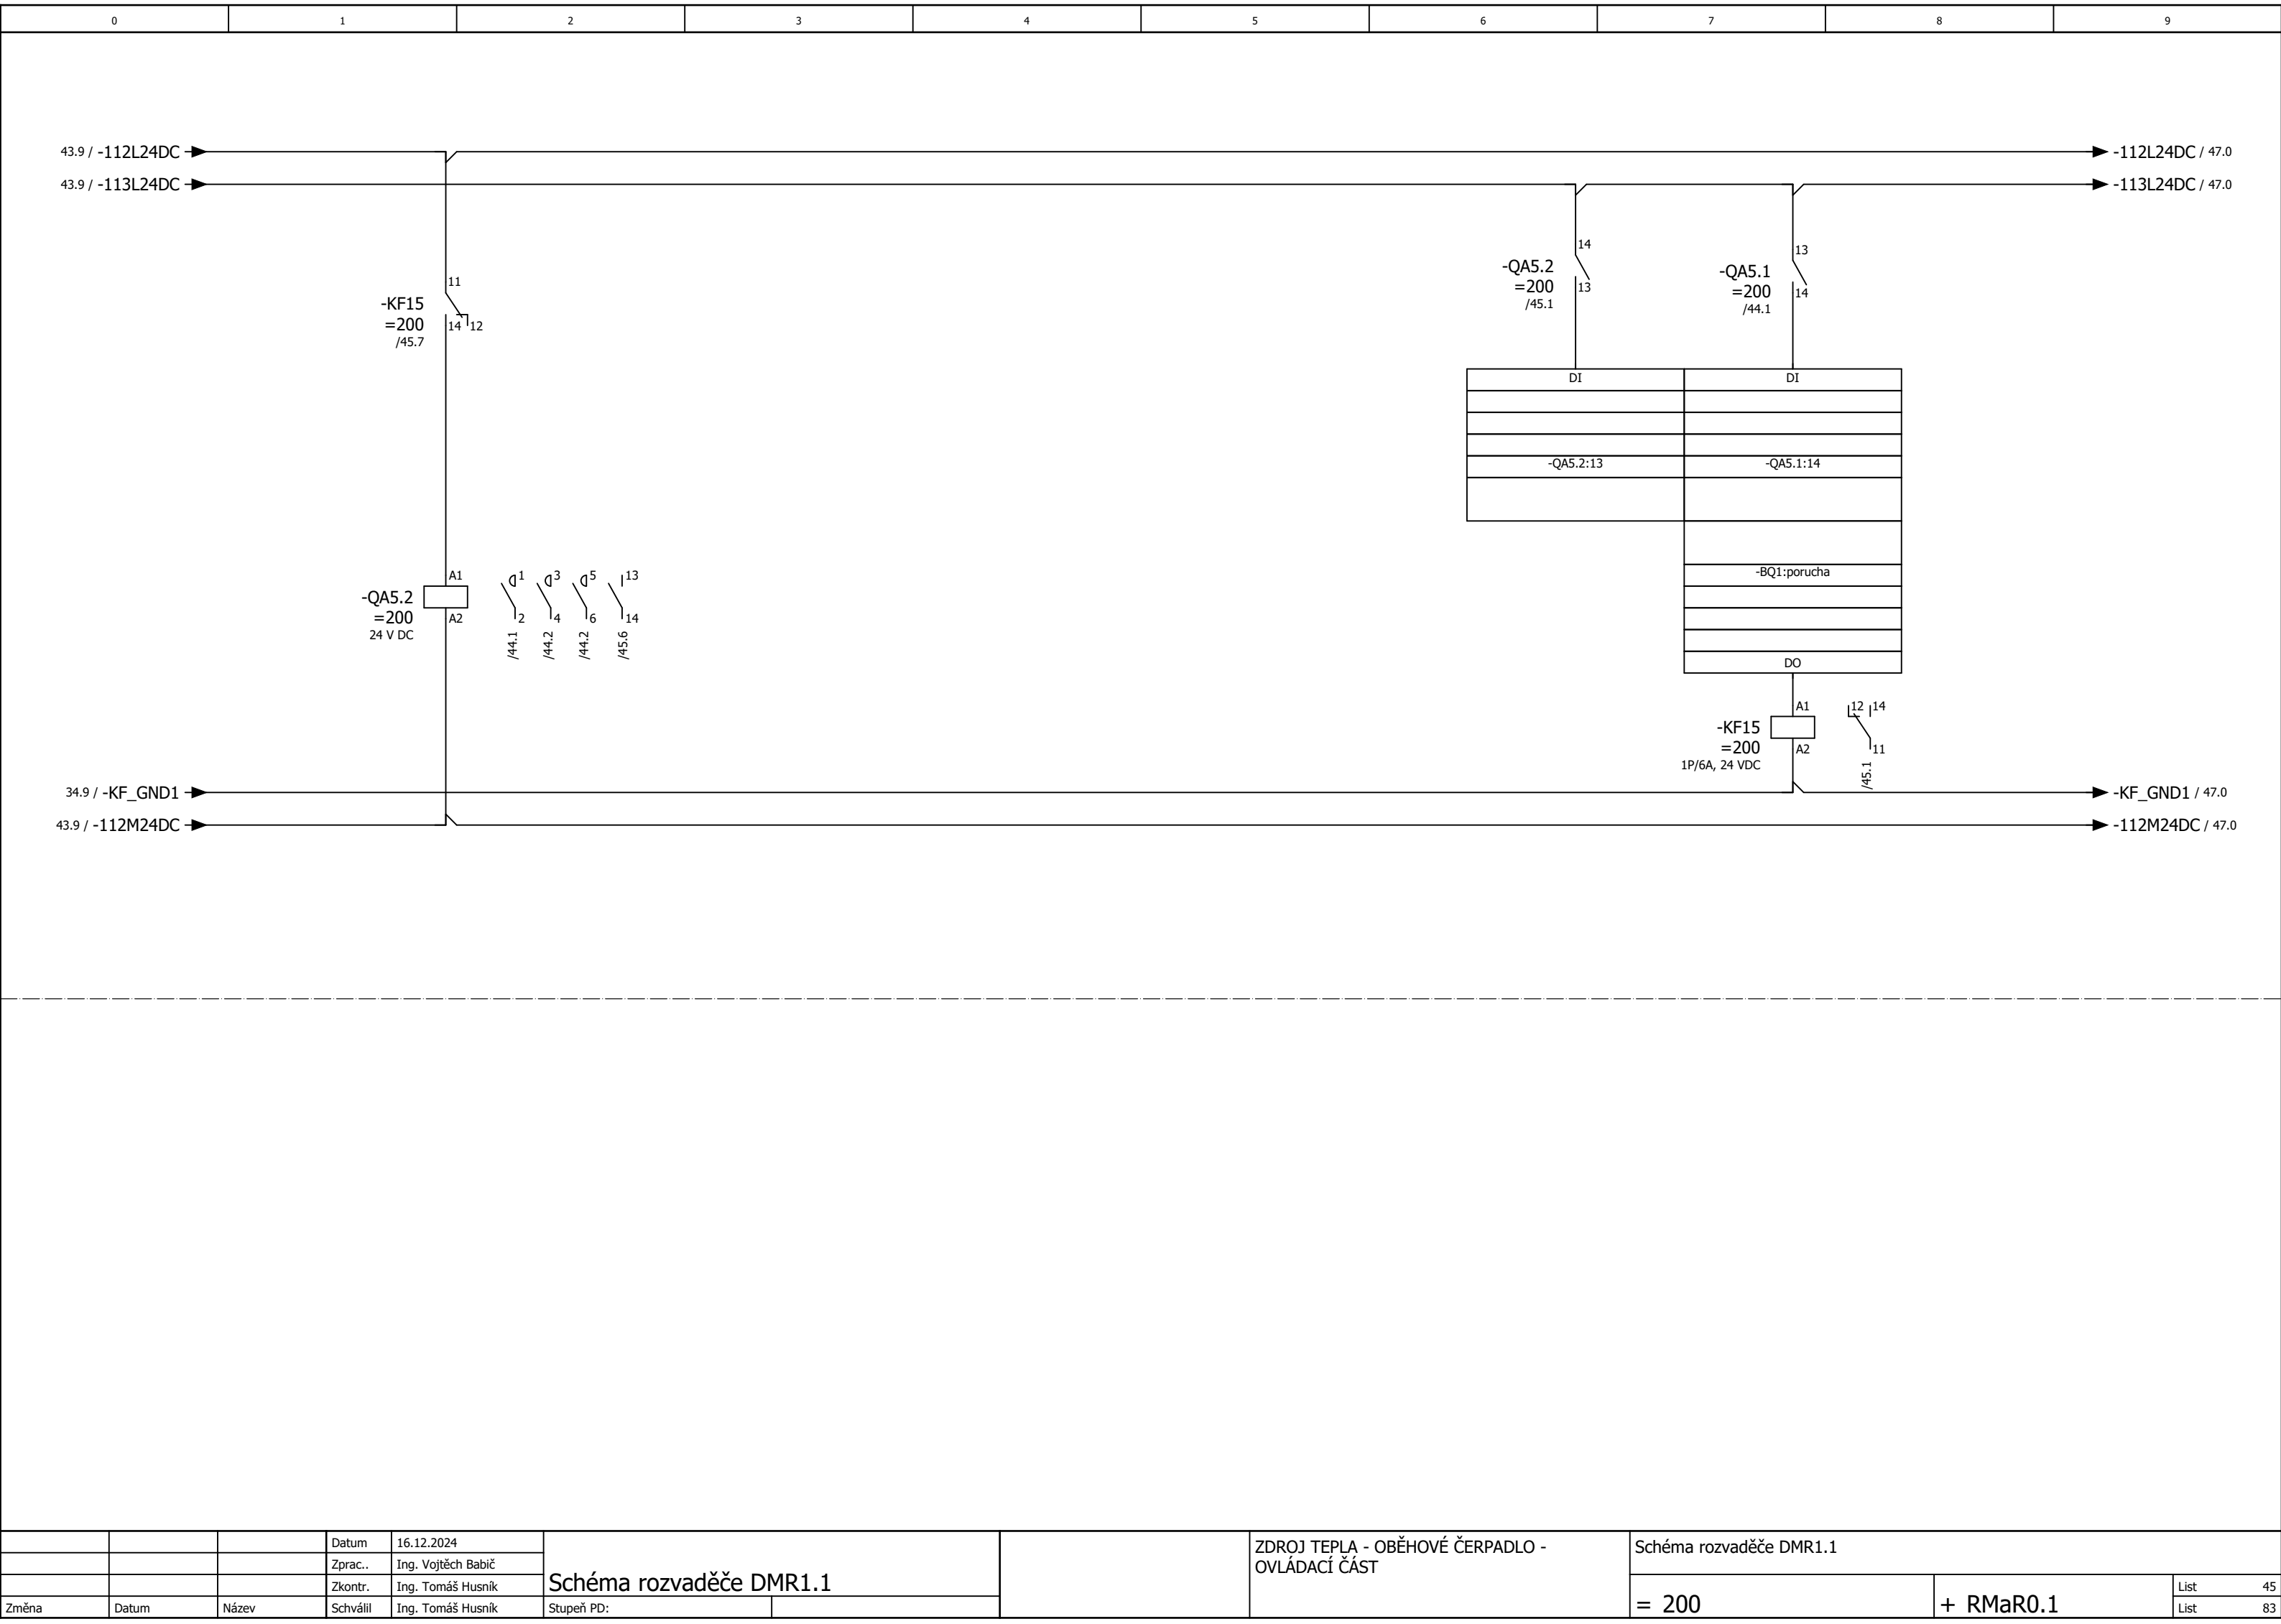 0 1 2 3 4 5 6 7 8 9
43.9 / -112L24DC
-112L24DC / 47.0
43.9 / -113L24DC
-113L24DC / 47.0
11
-KF15
=200
/45.7
14 12
14
-QA5.2
=200
/45.1
13
13
-QA5.1
=200
/44.1
14
DI DI
-QA5.2:13 -QA5.1:14
-BQ1:porucha
DO
A1
-QA5.2
=200
24 V DC
A2
1 3 5 13
2 4 6 14
/44.1 /44.2 /44.2 /45.6
A1
-KF15
=200
1P/6A, 24 VDC
A2
12 14
11
/45.1
34.9 / -KF_GND1
-KF_GND1 / 47.0
43.9 / -112M24DC
-112M24DC / 47.0
Datum 16.12.2024
Zprac.. Ing. Vojtěch Babič
Zkontr. Ing. Tomáš Husník
Změna Datum Název Schválil Ing. Tomáš Husník
Schéma rozvaděče DMR1.1
Stupeň PD:
ZDROJ TEPLA - OBĚHOVÉ ČERPADLO -
OVLÁDACÍ ČÁST
Schéma rozvaděče DMR1.1
= 200
+ RMaR0.1
List 45
List 83